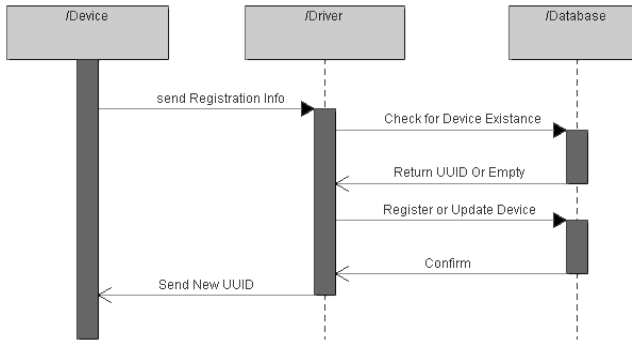 /Device
/Driver
/Database
send Registration Info
Check for Device Existance
Return UUID Or Empty
Register or Update Device
Confirm
Send New UUID